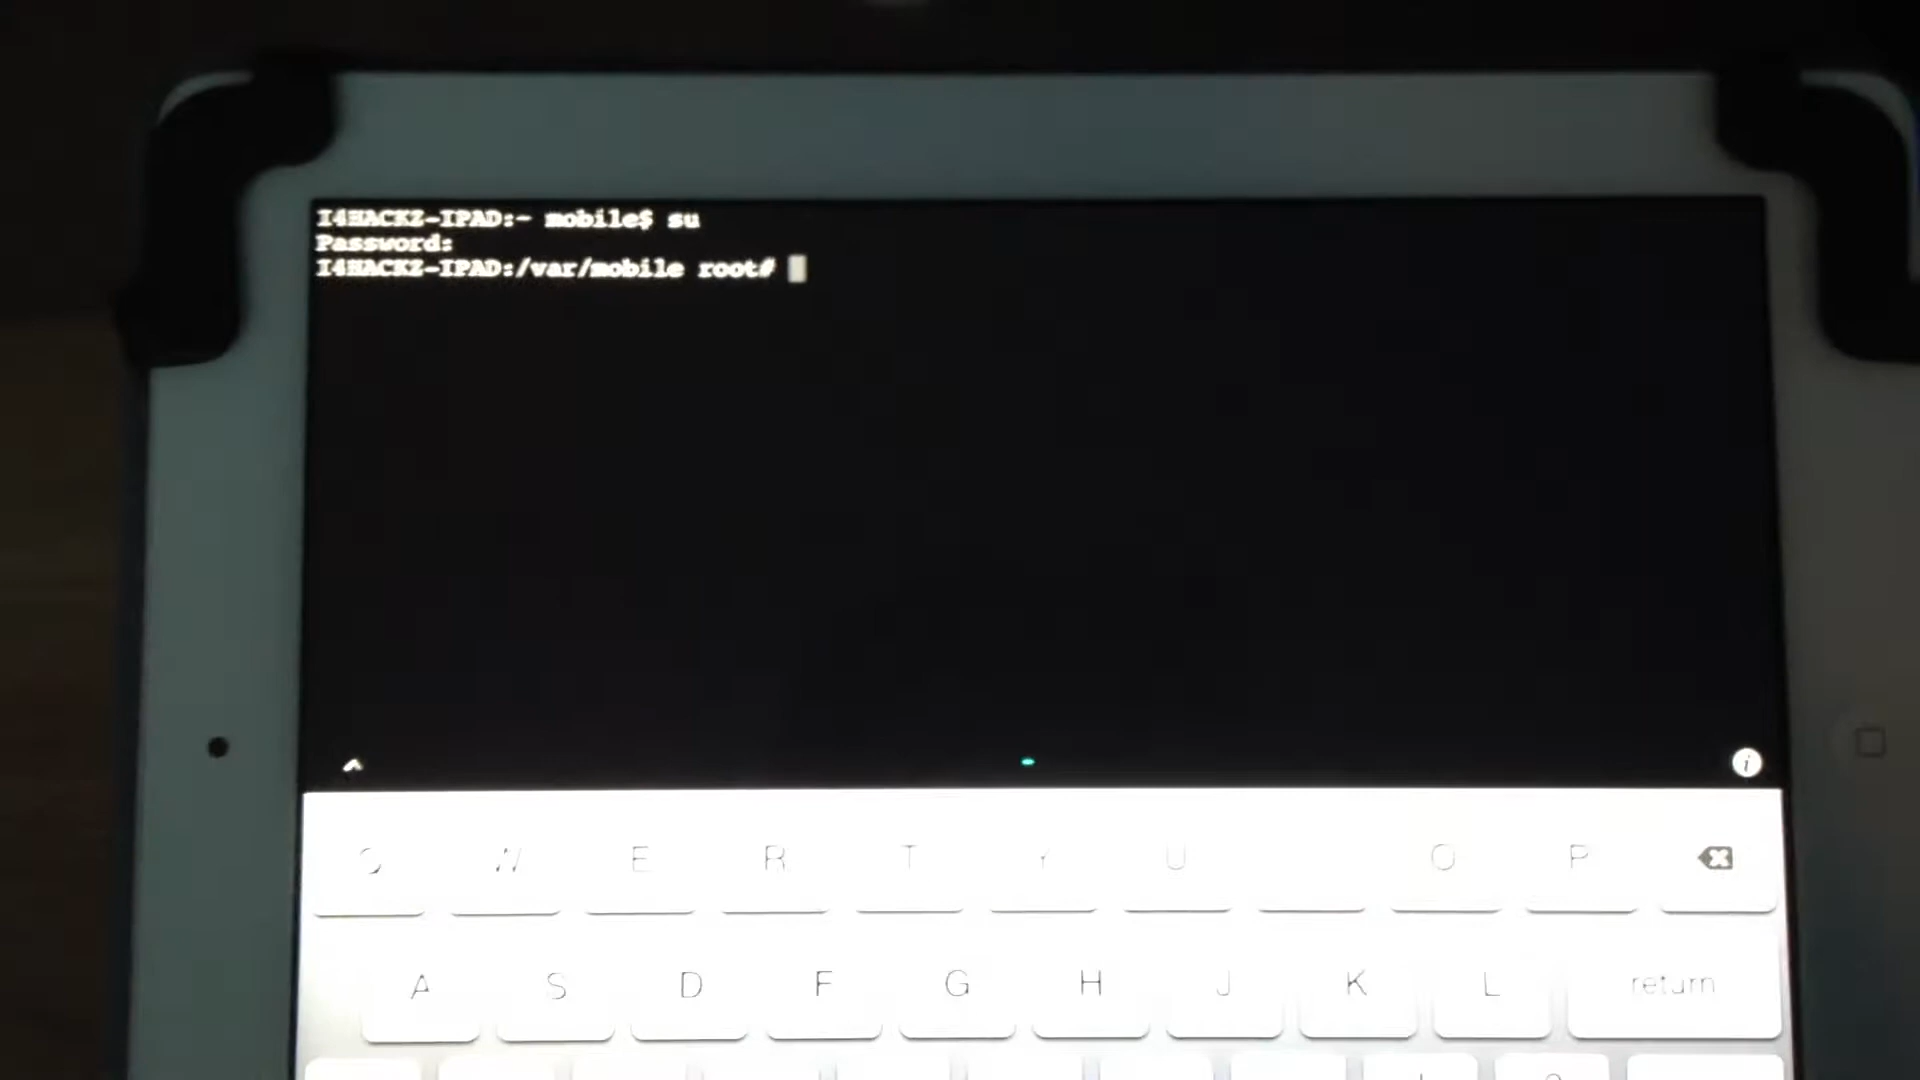 I4HACKZ-IPAD:~ mobile$ su
Password:
I4HACKZ-IPAD:/var/mobile root#
W E R T Y U O P
A S D F G H J K L return